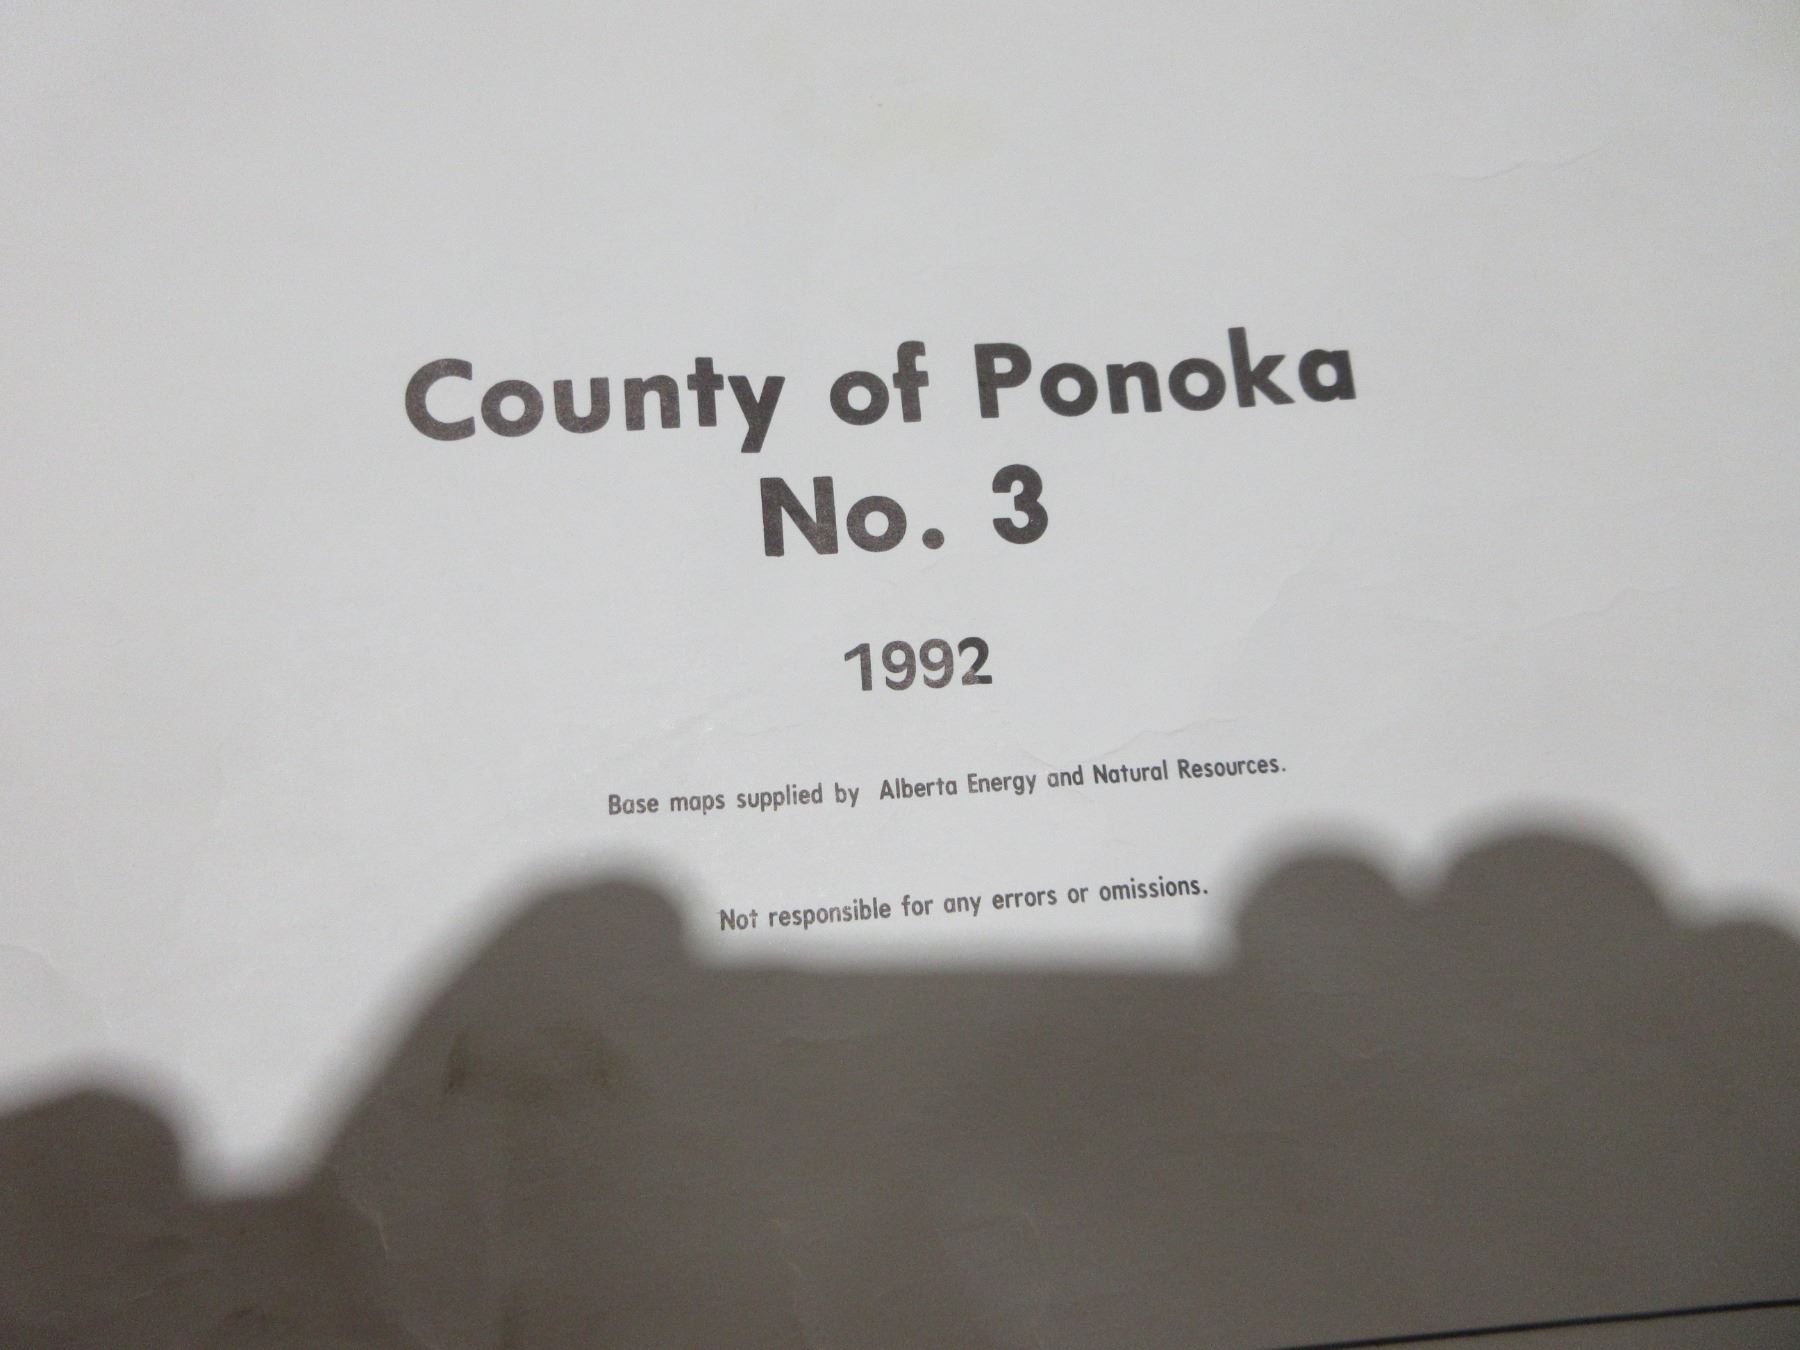 County of Ponoka
No. 3
1992
Base maps supplied by Alberta Energy and Natural Resources.
Not responsible for any errors or omissions.